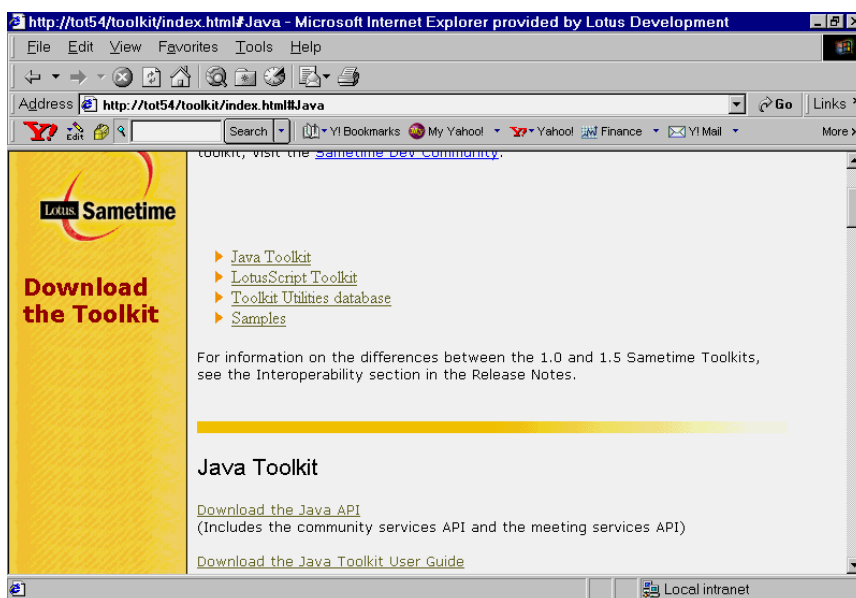 http://tot54/toolkit/index.html#Java - Microsoft Internet Explorer provided by Lotus Development
File Edit View Favorites Tools Help
Address http://tot54/toolkit/index.html#Java Go Links
Y! Edit Search Y! Bookmarks My Yahoo! Y? Yahoo! Finance Y! Mail More
toolkit, visit the Sametime Dev Community.
Lotus Sametime
Download
the Toolkit
Java Toolkit
LotusScript Toolkit
Toolkit Utilities database
Samples
For information on the differences between the 1.0 and 1.5 Sametime Toolkits,
see the Interoperability section in the Release Notes.
Java Toolkit
Download the Java API
(Includes the community services API and the meeting services API)
Download the Java Toolkit User Guide
Local intranet